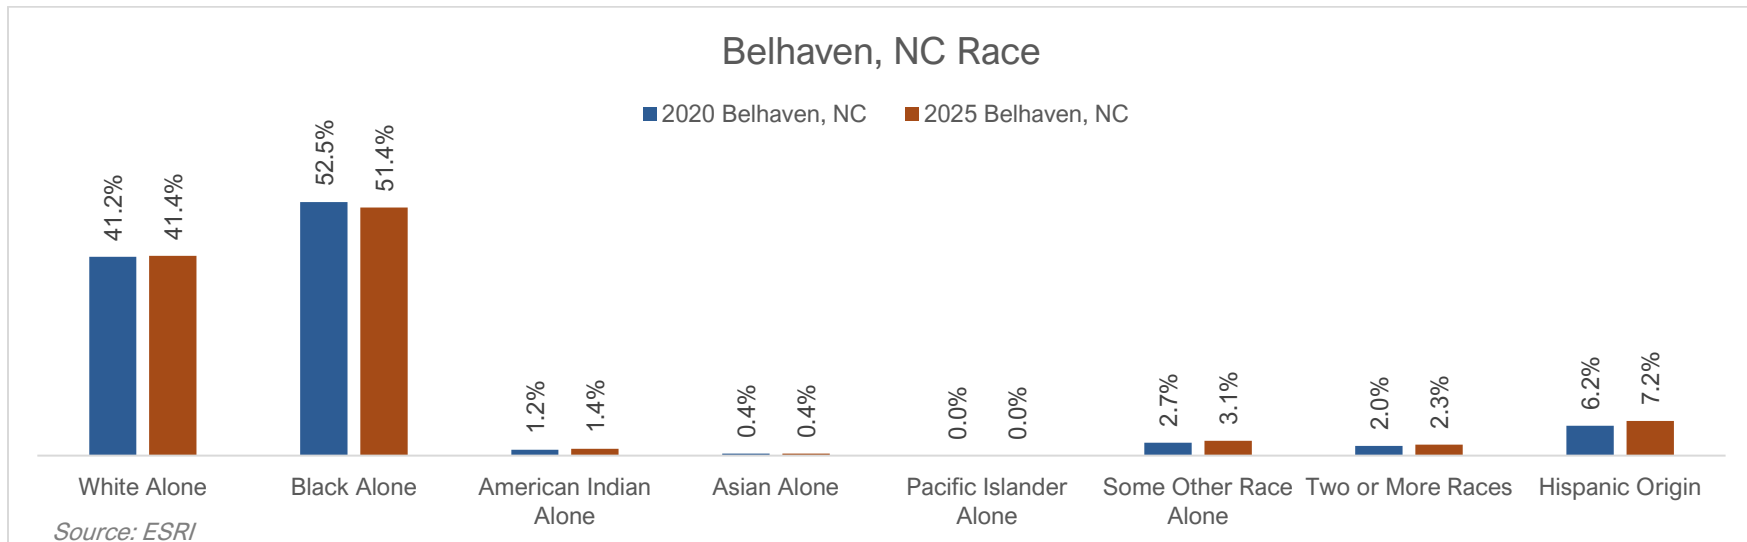 Belhaven, NC Race
2020 Belhaven, NC
2025 Belhaven, NC
41.2%
41.4%
52.5%
51.4%
1.2%
1.4%
0.4%
0.4%
0.0%
0.0%
2.7%
3.1%
2.0%
2.3%
6.2%
7.2%
White Alone
Black Alone
American Indian
Alone
Asian Alone
Pacific Islander
Alone
Some Other Race
Alone
Two or More Races
Hispanic Origin
Source: ESRI